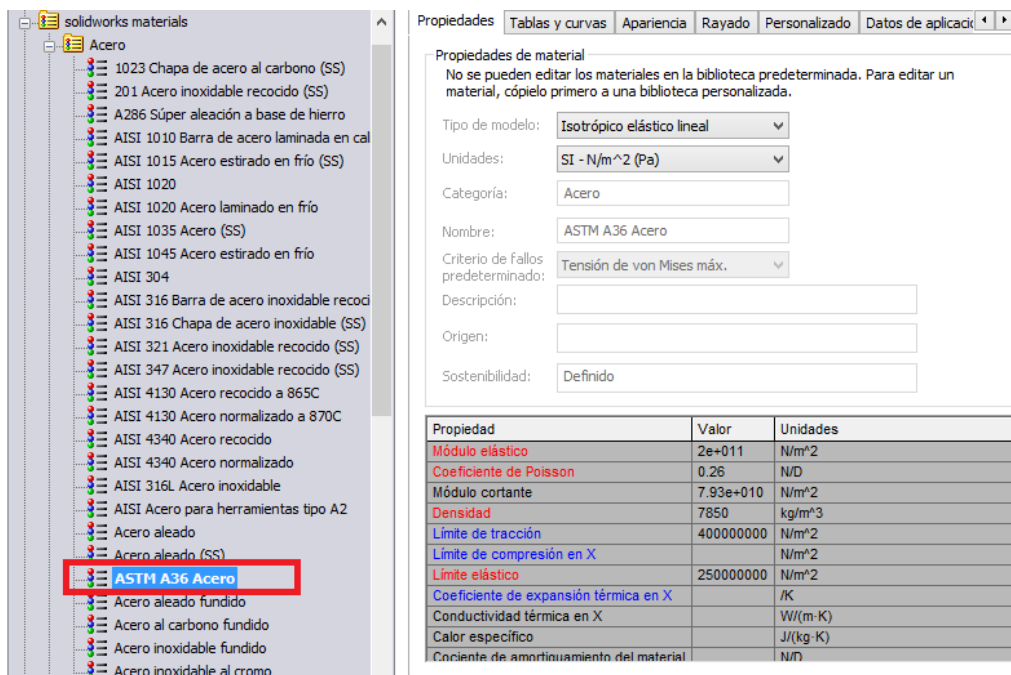 solidworks materials
Acero
1023 Chapa de acero al carbono (SS)
201 Acero inoxidable recocido (SS)
A286 Súper aleación a base de hierro
AISI 1010 Barra de acero laminada en cal
AISI 1015 Acero estirado en frío (SS)
AISI 1020
AISI 1020 Acero laminado en frío
AISI 1035 Acero (SS)
AISI 1045 Acero estirado en frío
AISI 304
AISI 316 Barra de acero inoxidable recoci
AISI 316 Chapa de acero inoxidable (SS)
AISI 321 Acero inoxidable recocido (SS)
AISI 347 Acero inoxidable recocido (SS)
AISI 4130 Acero recocido a 865C
AISI 4130 Acero normalizado a 870C
AISI 4340 Acero recocido
AISI 4340 Acero normalizado
AISI 316L Acero inoxidable
AISI Acero para herramientas tipo A2
Acero aleado
Acero aleado (SS)
ASTM A36 Acero
Acero aleado fundido
Acero al carbono fundido
Acero inoxidable fundido
Acero inoxidable al cromo
Propiedades Tablas y curvas Apariencia Rayado Personalizado Datos de aplicació
Propiedades de material
No se pueden editar los materiales en la biblioteca predeterminada. Para editar un
material, cópielo primero a una biblioteca personalizada.
Tipo de modelo: Isotrópico elástico lineal
Unidades: SI - N/m^2 (Pa)
Categoría: Acero
Nombre: ASTM A36 Acero
Criterio de fallos
predeterminado: Tensión de von Mises máx.
Descripción:
Origen:
Sostenibilidad: Definido
Propiedad Valor Unidades
Módulo elástico 2e+011 N/m^2
Coeficiente de Poisson 0.26 N/D
Módulo cortante 7.93e+010 N/m^2
Densidad 7850 kg/m^3
Límite de tracción 400000000 N/m^2
Límite de compresión en X N/m^2
Límite elástico 250000000 N/m^2
Coeficiente de expansión térmica en X /K
Conductividad térmica en X W/(m·K)
Calor específico J/(kg·K)
Cociente de amortiguamiento del material N/D